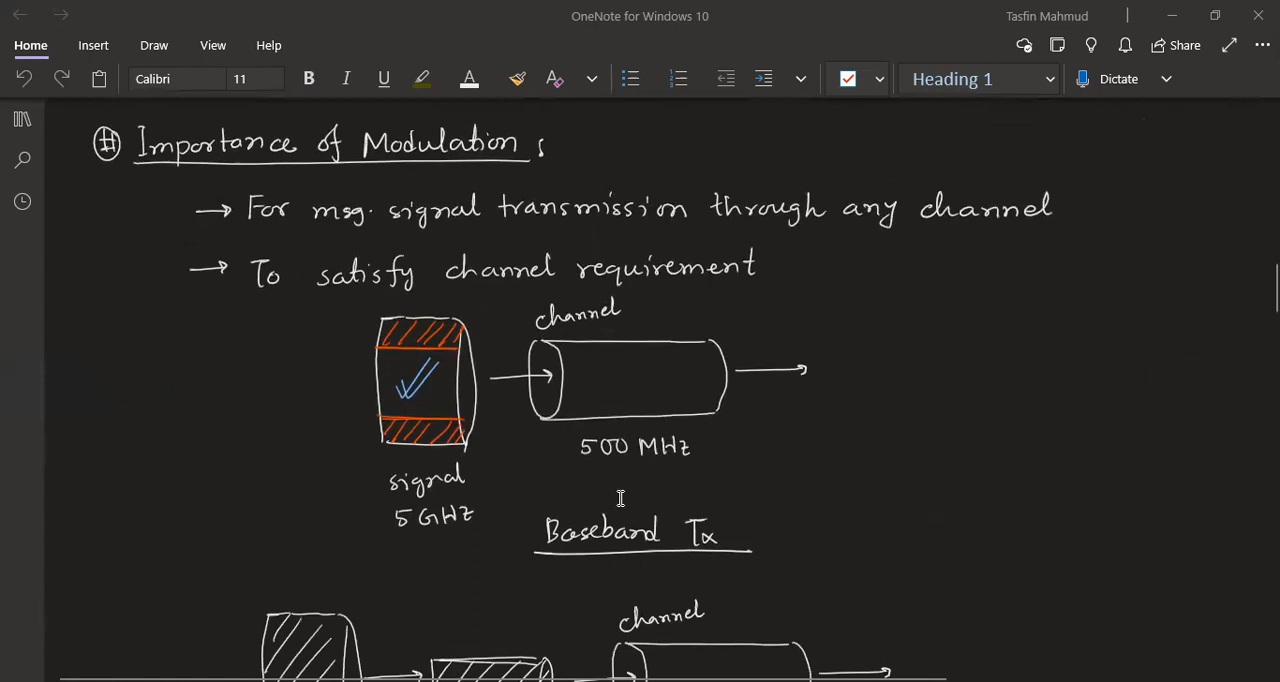 OneNote for Windows 10
Tasfin Mahmud
Home Insert Draw View Help
Share
Calibri 11 B I U A A Heading 1 Dictate
# Importance of Modulation :
→ For msg. signal transmission through any channel
→ To satisfy channel requirement
channel
500 MHz
signal
5 GHz
Baseband Tx
channel